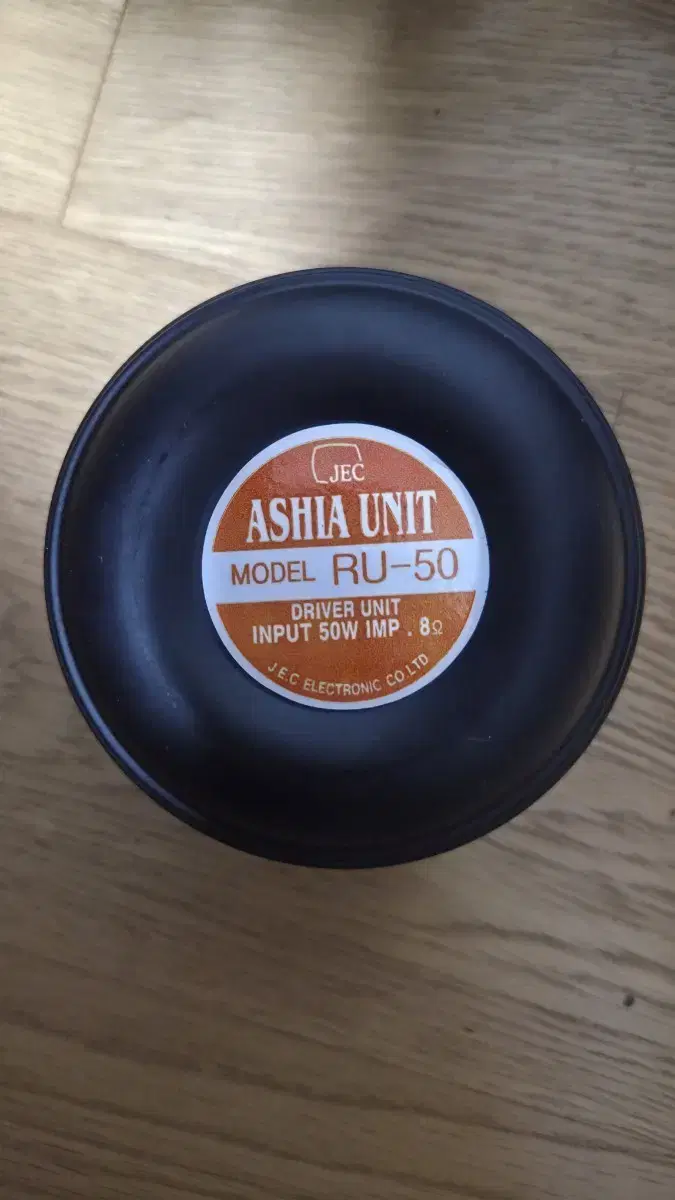 JEC
ASHIA UNIT
MODEL RU-50
DRIVER UNIT
INPUT 50W IMP . 8Ω
J.E.C ELECTRONIC CO.LTD